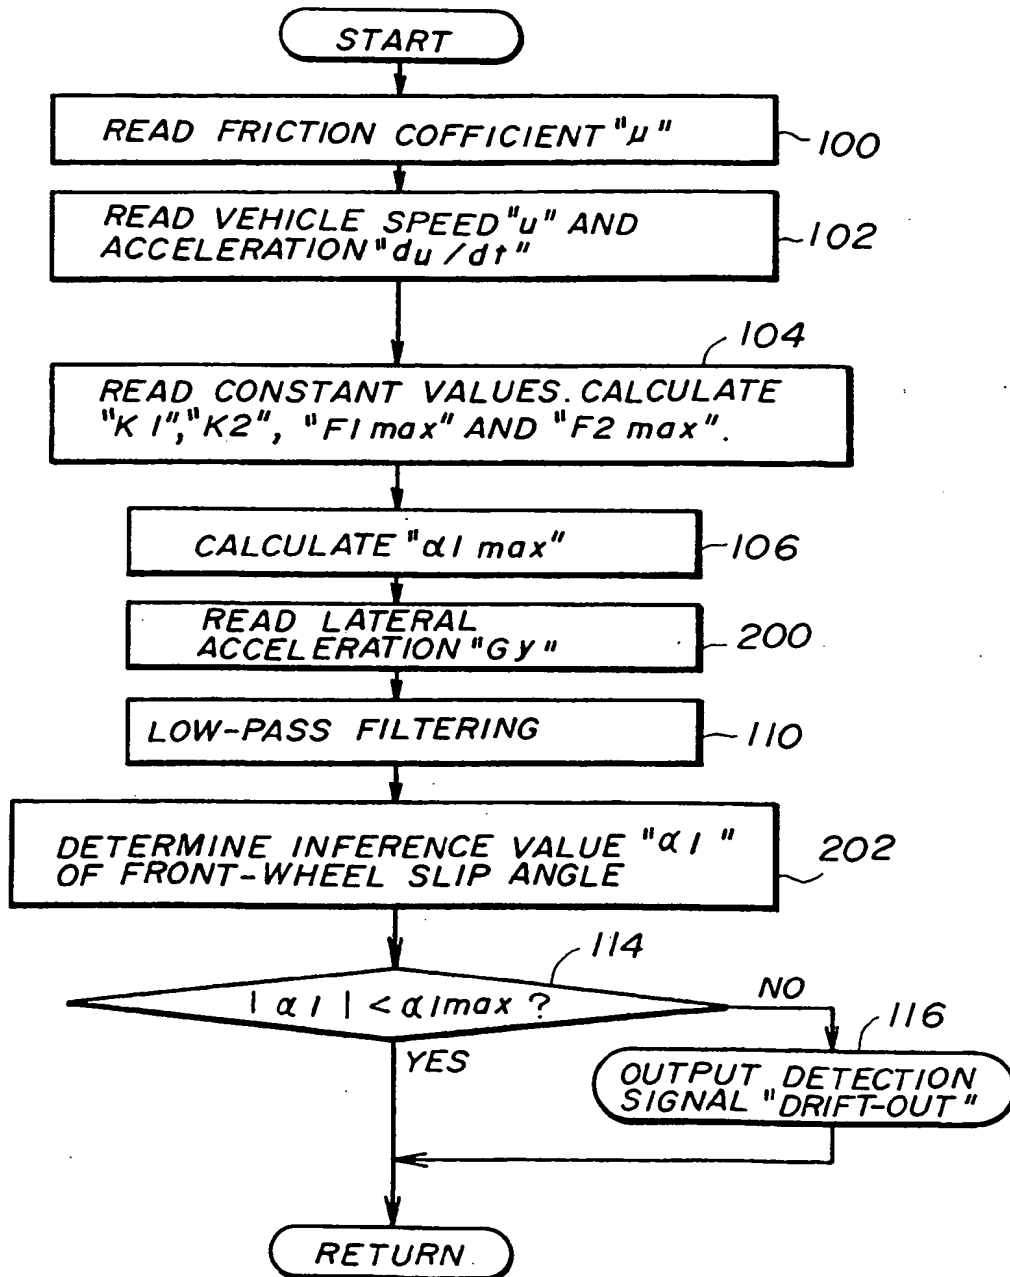 START
READ FRICTION COFFICIENT "μ"
100
READ VEHICLE SPEED "u" AND
ACCELERATION "du/dt"
102
104
READ CONSTANT VALUES. CALCULATE
"K1", "K2", "F1max" AND "F2max".
CALCULATE "α1max"
106
READ LATERAL
ACCELERATION "Gy"
200
LOW-PASS FILTERING
110
DETERMINE INFERENCE VALUE "α1"
OF FRONT-WHEEL SLIP ANGLE
202
114
|α1| < α1max ?
NO
YES
116
OUTPUT DETECTION
SIGNAL "DRIFT-OUT"
RETURN